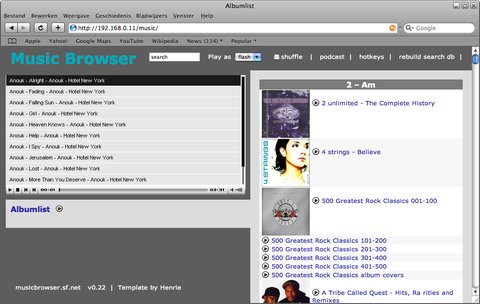 Albumlist
Bestand Bewerken Weergave Geschiedenis Bladwijzers Venster Help
http://192.168.0.11/music/
Google
Apple Yahoo! Google Maps YouTube Wikipedia News (114) Popular
Music Browser
search
Play as flash
shuffle | podcast | hotkeys | rebuild search db |
Anouk - Alright - Anouk - Hotel New York
Anouk - Fading - Anouk - Hotel New York
Anouk - Falling Sun - Anouk - Hotel New York
Anouk - Girl - Anouk - Hotel New York
Anouk - Heaven Knows - Anouk - Hotel New York
Anouk - Help - Anouk - Hotel New York
Anouk - I Spy - Anouk - Hotel New York
Anouk - Jerusalem - Anouk - Hotel New York
Anouk - Lost - Anouk - Hotel New York
Anouk - More Than You Deserve - Anouk - Hotel New York
00:01
03:31
Albumlist
musicbrowser.sf.net v0.22 | Template by Henrie
2 – Am
2 unlimited - The Complete History
4 STRINGS
4 strings - Believe
500 Greatest Rock Classics 001-100
500 Greatest Rock Classics 101-200
500 Greatest Rock Classics 201-300
500 Greatest Rock Classics 301-400
500 Greatest Rock Classics 401-500
500 Greatest Rock Classics album covers
A Tribe Called Quest - Hits, Ra rities and
Remixes